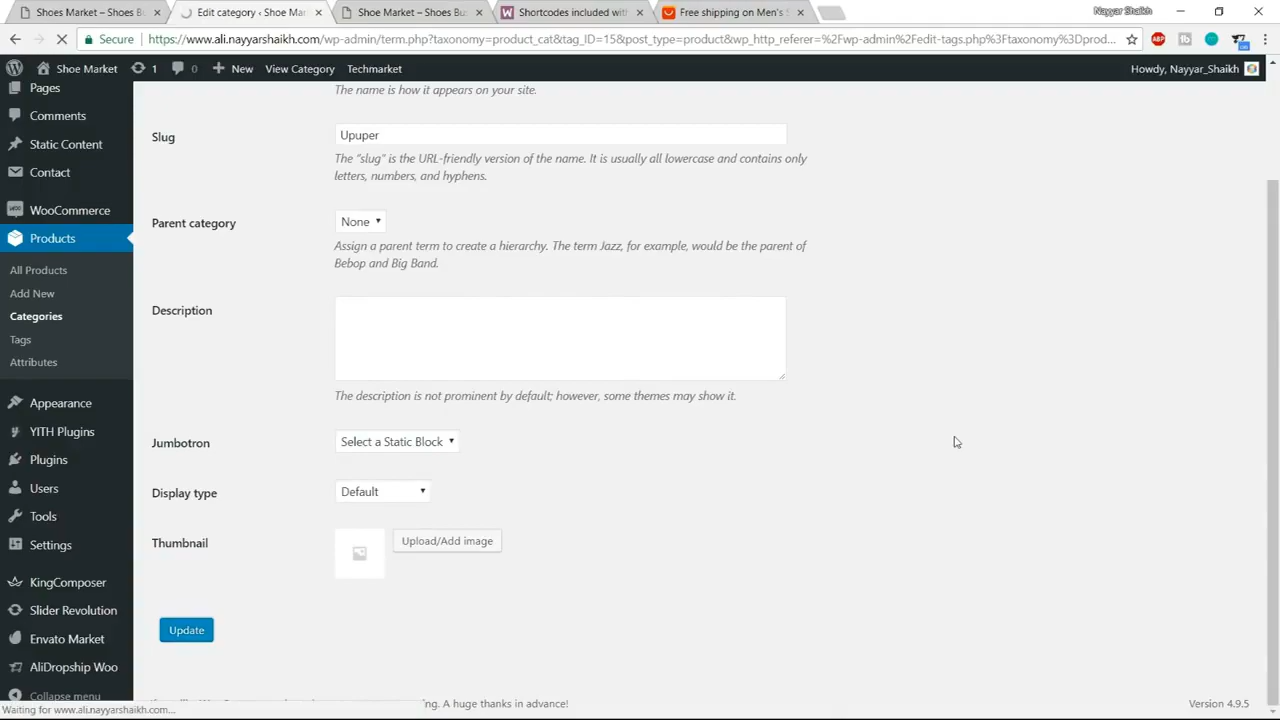 Shoes Market – Shoes Bu
Edit category ‹ Shoe Mar
Shoe Market – Shoes Bu
Shortcodes included with
Free shipping on Men's S
Nayyar Shaikh
Secure
https://www.ali.nayyarshaikh.com/wp-admin/term.php?taxonomy=product_cat&tag_ID=15&post_type=product&wp_http_referer=%2Fwp-admin%2Fedit-tags.php%3Ftaxonomy%3Dprod...
Shoe Market
1
0
New
View Category
Techmarket
Howdy, Nayyar_Shaikh
Pages
Comments
Static Content
Contact
WooCommerce
Products
All Products
Add New
Categories
Tags
Attributes
Appearance
YITH Plugins
Plugins
Users
Tools
Settings
KingComposer
Slider Revolution
Envato Market
AliDropship Woo
Collapse menu
The name is how it appears on your site.
Slug
Upuper
The “slug” is the URL-friendly version of the name. It is usually all lowercase and contains only
letters, numbers, and hyphens.
Parent category
None
Assign a parent term to create a hierarchy. The term Jazz, for example, would be the parent of
Bebop and Big Band.
Description
The description is not prominent by default; however, some themes may show it.
Jumbotron
Select a Static Block
Display type
Default
Thumbnail
Upload/Add image
Update
A huge thanks in advance!
Version 4.9.5
Waiting for www.ali.nayyarshaikh.com...